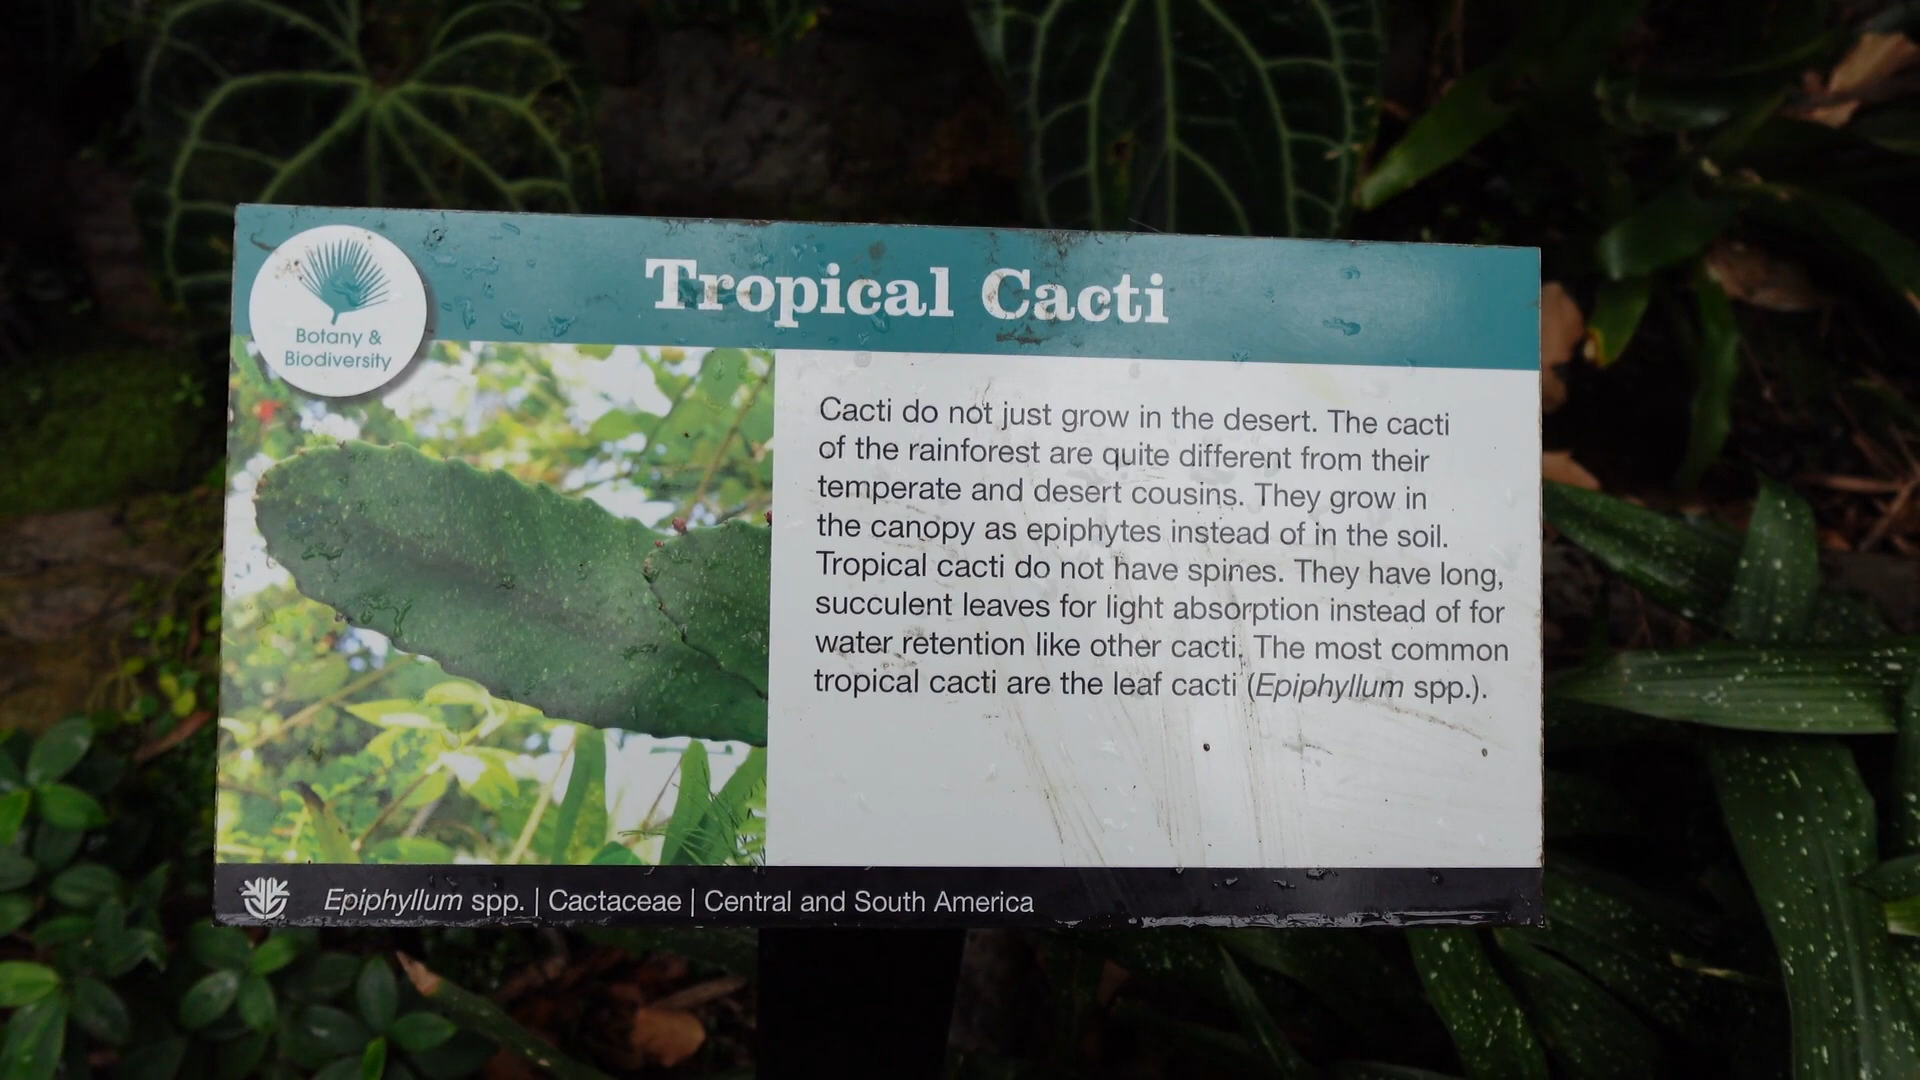 Tropical Cacti
Botany &
Biodiversity
Cacti do not just grow in the desert. The cacti
of the rainforest are quite different from their
temperate and desert cousins. They grow in
the canopy as epiphytes instead of in the soil.
Tropical cacti do not have spines. They have long,
succulent leaves for light absorption instead of for
water retention like other cacti. The most common
tropical cacti are the leaf cacti (Epiphyllum spp.).
Epiphyllum spp. | Cactaceae | Central and South America